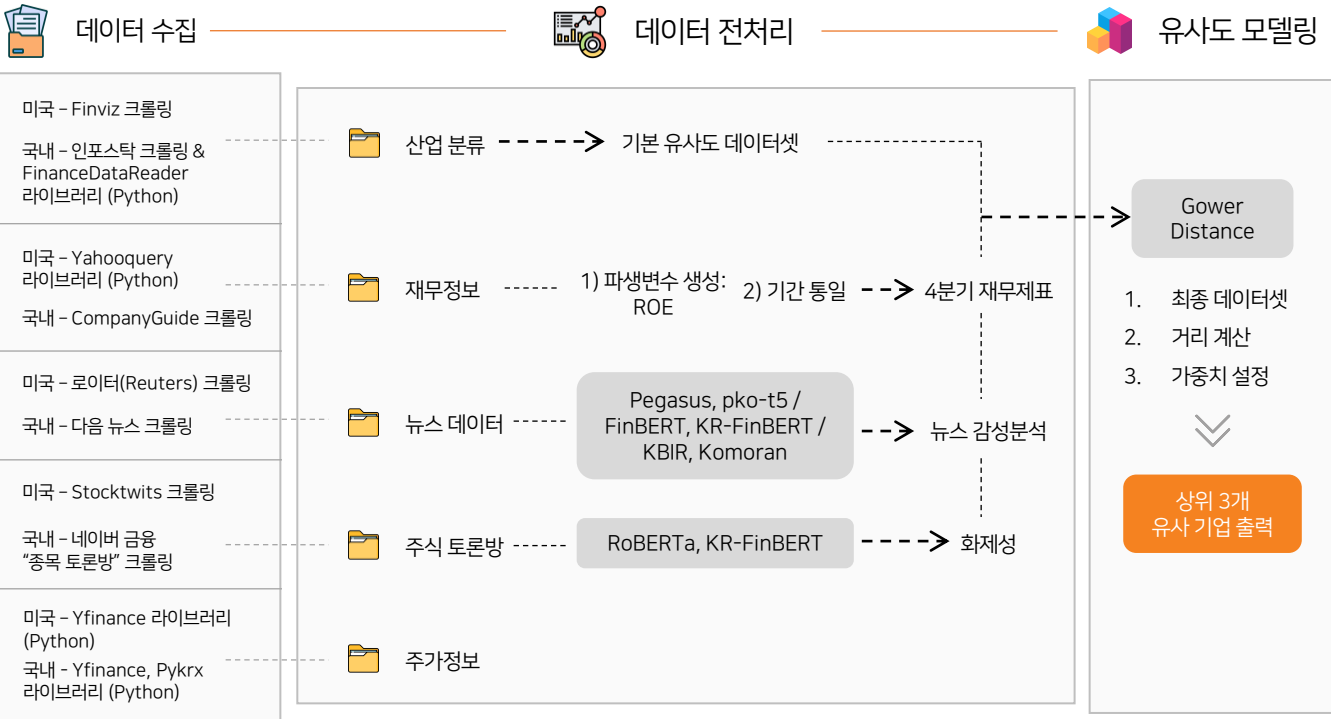 데이터 수집
데이터 전처리
유사도 모델링
미국 – Finviz 크롤링
국내 – 인포스탁 크롤링 &
FinanceDataReader
라이브러리 (Python)
미국 – Yahooquery
라이브러리 (Python)
국내 – CompanyGuide 크롤링
미국 – 로이터(Reuters) 크롤링
국내 – 다음 뉴스 크롤링
미국 – Stocktwits 크롤링
국내 – 네이버 금융
“종목 토론방” 크롤링
미국 – Yfinance 라이브러리
(Python)
국내 - Yfinance, Pykrx
라이브러리 (Python)
산업 분류
기본 유사도 데이터셋
재무정보
1) 파생변수 생성:
ROE
2) 기간 통일
4분기 재무제표
뉴스 데이터
Pegasus, pko-t5 /
FinBERT, KR-FinBERT /
KBIR, Komoran
뉴스 감성분석
주식 토론방
RoBERTa, KR-FinBERT
화제성
주가정보
Gower
Distance
1. 최종 데이터셋
2. 거리 계산
3. 가중치 설정
상위 3개
유사 기업 출력